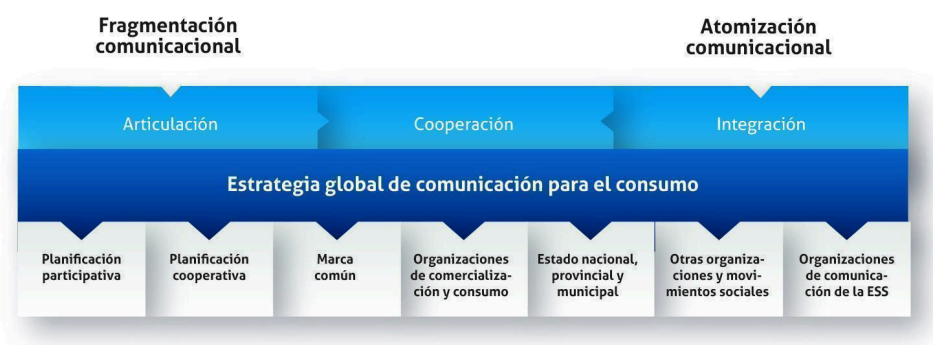 Fragmentación
comunicacional
Atomización
comunicacional
Articulación
Cooperación
Integración
Estrategia global de comunicación para el consumo
Planificación
participativa
Planificación
cooperativa
Marca
común
Organizaciones
de comercializa-
ción y consumo
Estado nacional,
provincial y
municipal
Otras organiza-
ciones y movi-
mientos sociales
Organizaciones
de comunica-
ción de la ESS